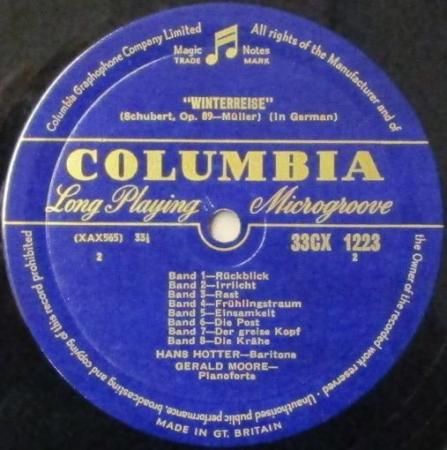 Columbia Graphophone Company Limited · All rights of the Manufacturer and of
the Owner of the recorded work reserved · Unauthorised public performance, broadcasting and copying of this record prohibited
Magic Notes
TRADE MARK
"WINTERREISE"
(Schubert, Op. 89—Müller) (In German)
COLUMBIA
Long Playing Microgroove
(XAX565) 33⅓ 33CX 1223
2 2
Band 1—Rückblick
Band 2—Irrlicht
Band 3—Rast
Band 4—Frühlingstraum
Band 5—Einsamkeit
Band 6—Die Post
Band 7—Der greise Kopf
Band 8—Die Krähe
HANS HOTTER—Baritone
GERALD MOORE—
Pianoforte
MADE IN GT. BRITAIN